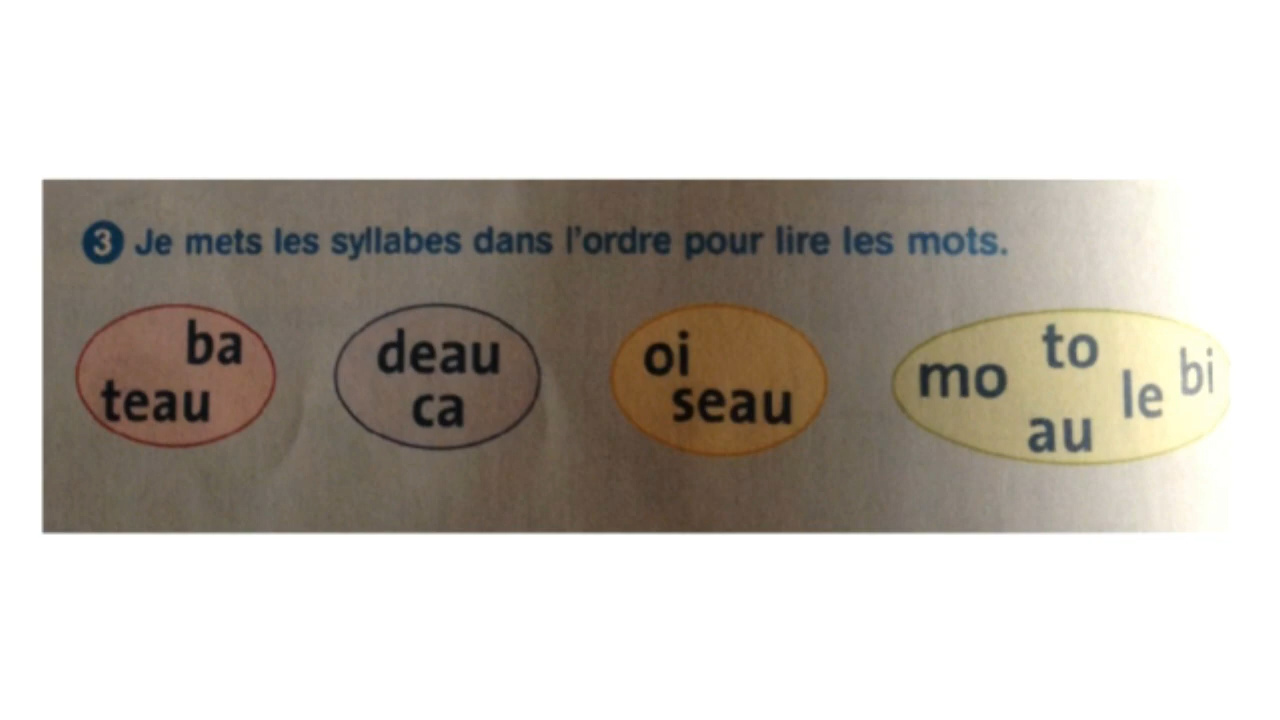 3 Je mets les syllabes dans l'ordre pour lire les mots.
ba
teau
deau
ca
oi
seau
mo to le bi
au